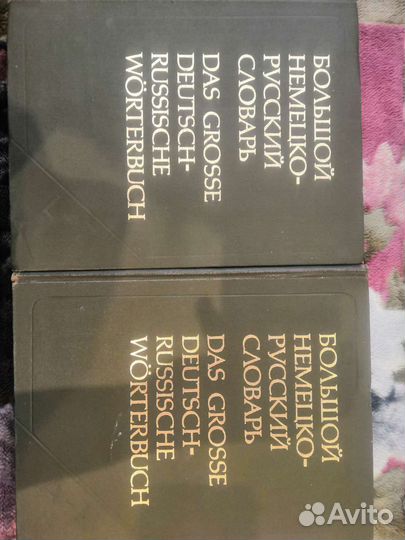 БОЛЬШОЙ
НЕМЕЦКО-
РУССКИЙ
СЛОВАРЬ
DAS GROSSE
DEUTSCH-
RUSSISCHE
WÖRTERBUCH
БОЛЬШОЙ
НЕМЕЦКО-
РУССКИЙ
СЛОВАРЬ
DAS GROSSE
DEUTSCH-
RUSSISCHE
WÖRTERBUCH
Avito